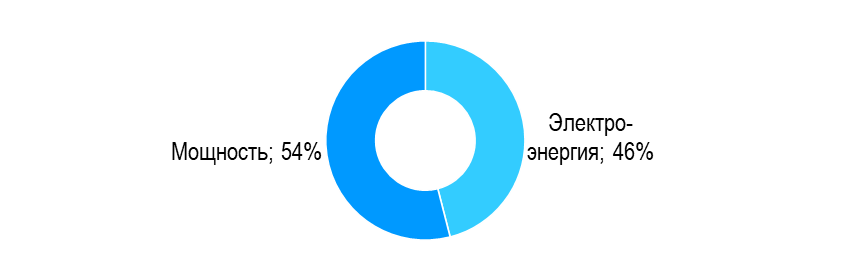 Мощность; 54%
Электро-
энергия; 46%